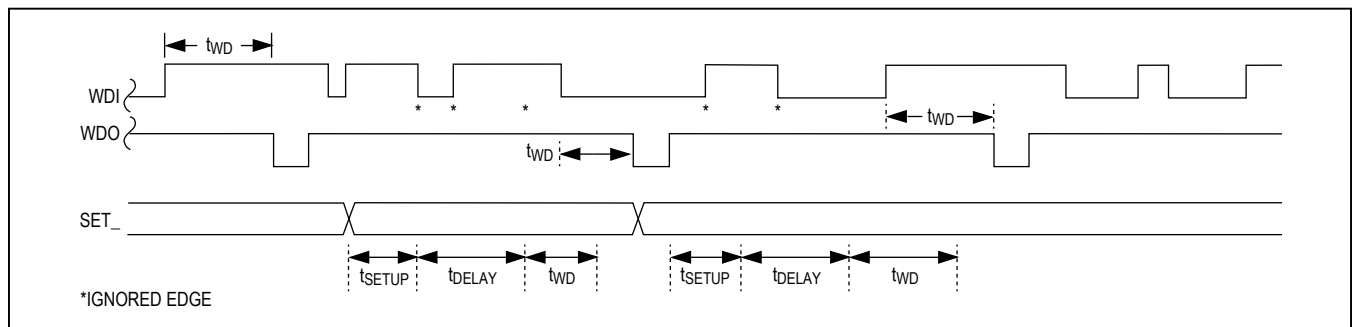 tWD
WDI
* * * * *
WDO
tWD
tWD
SET_
tSETUP tDELAY tWD tSETUP tDELAY tWD
*IGNORED EDGE